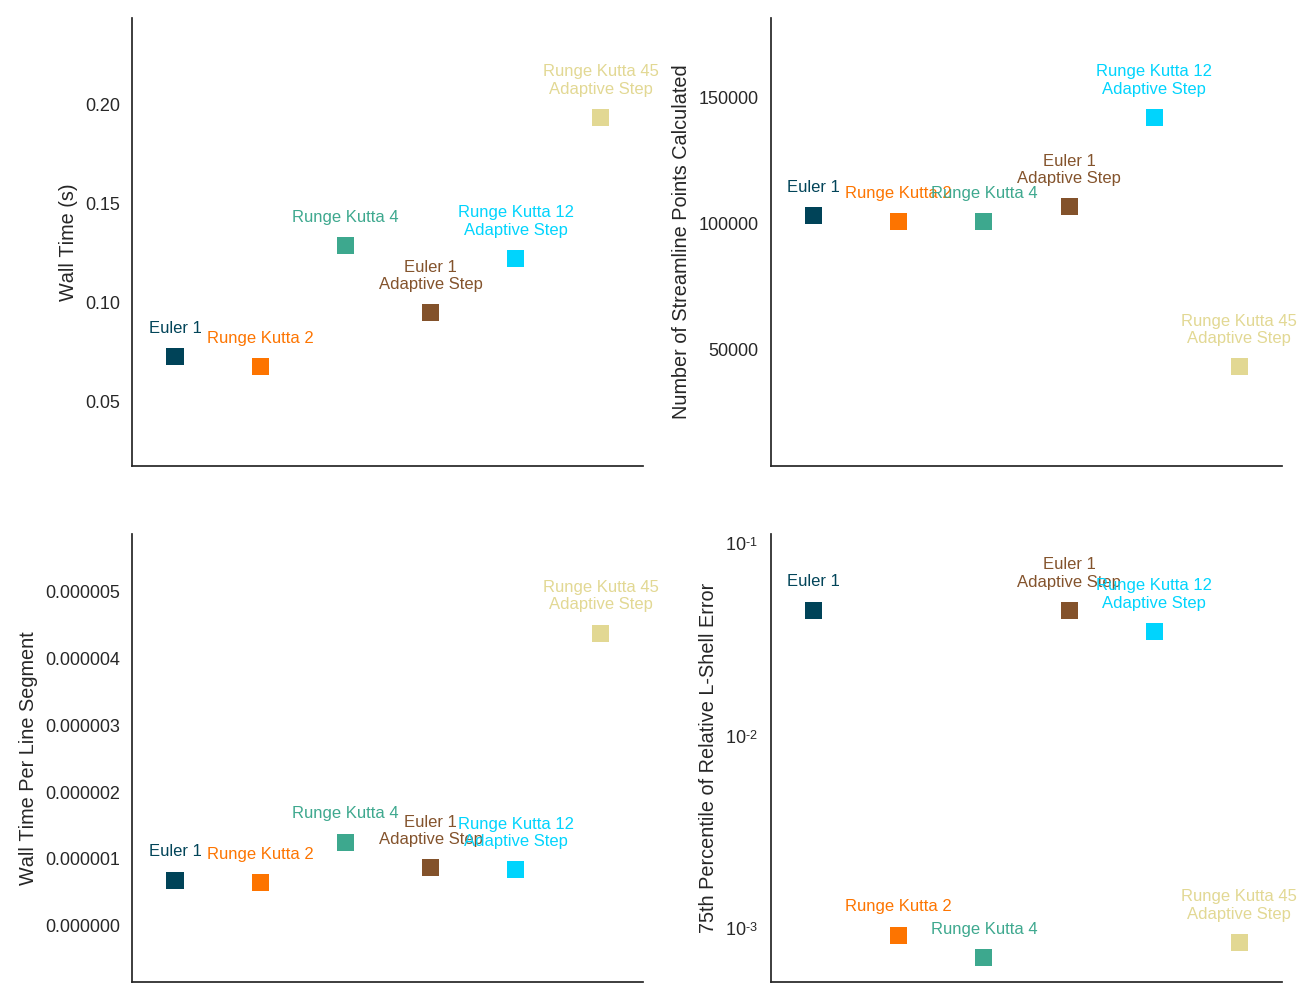 Wall Time (s)
0.20
0.15
0.10
0.05
Runge Kutta 45
Adaptive Step
Runge Kutta 4
Runge Kutta 12
Adaptive Step
Euler 1
Adaptive Step
Euler 1
Runge Kutta 2
Number of Streamline Points Calculated
150000
100000
50000
Runge Kutta 12
Adaptive Step
Euler 1
Adaptive Step
Euler 1
Runge Kutta 2
Runge Kutta 4
Runge Kutta 45
Adaptive Step
Wall Time Per Line Segment
0.000005
0.000004
0.000003
0.000002
0.000001
0.000000
Runge Kutta 45
Adaptive Step
Runge Kutta 4
Euler 1
Adaptive Step
Runge Kutta 12
Adaptive Step
Euler 1
Runge Kutta 2
75th Percentile of Relative L-Shell Error
10-1
10-2
10-3
Euler 1
Euler 1
Adaptive Step
Runge Kutta 12
Adaptive Step
Runge Kutta 2
Runge Kutta 4
Runge Kutta 45
Adaptive Step